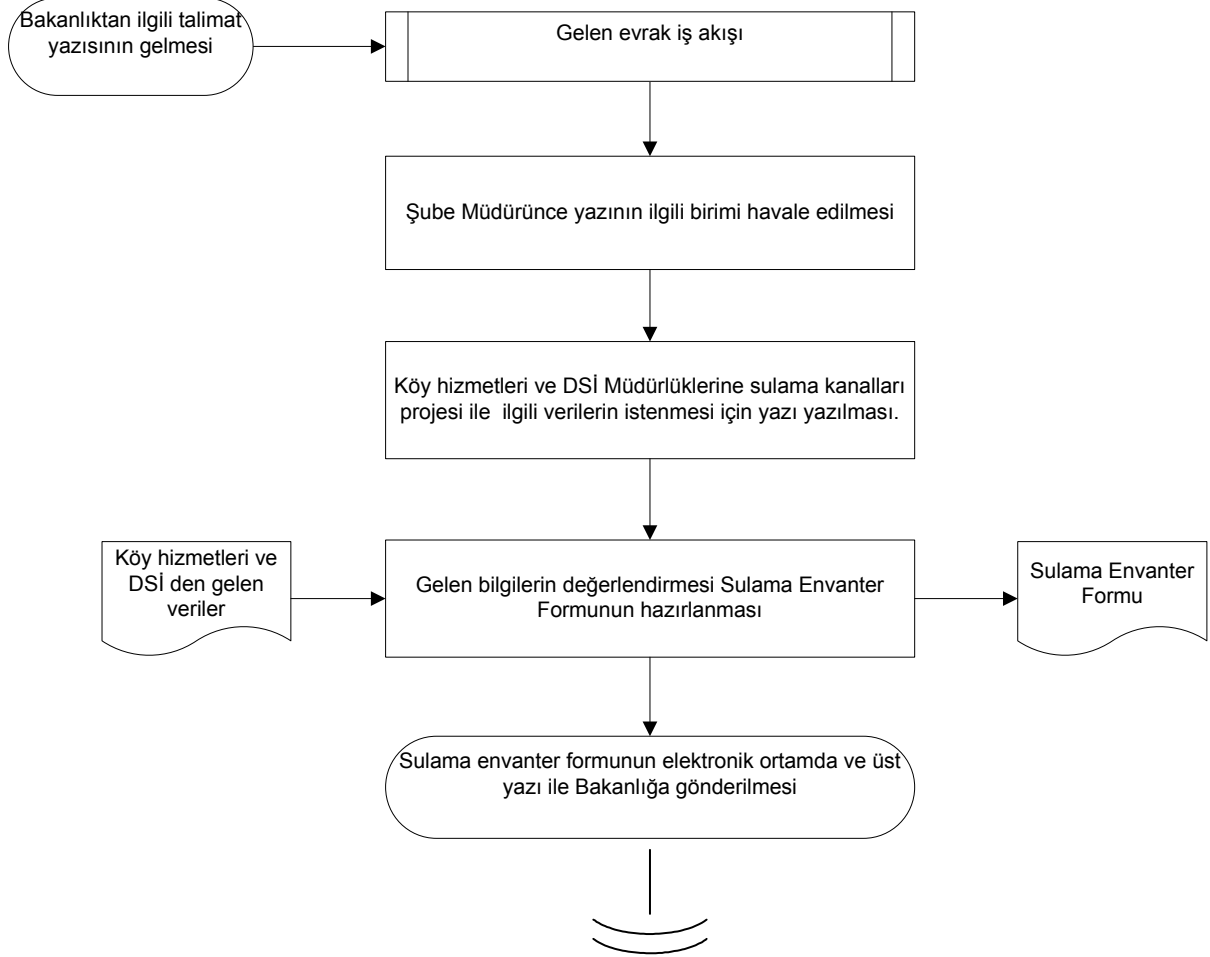 Bakanlıktan ilgili talimat
yazısının gelmesi
Gelen evrak iş akışı
Şube Müdürünce yazının ilgili birimi havale edilmesi
Köy hizmetleri ve DSİ Müdürlüklerine sulama kanalları
projesi ile ilgili verilerin istenmesi için yazı yazılması.
Köy hizmetleri ve
DSİ den gelen
veriler
Gelen bilgilerin değerlendirmesi Sulama Envanter
Formunun hazırlanması
Sulama Envanter
Formu
Sulama envanter formunun elektronik ortamda ve üst
yazı ile Bakanlığa gönderilmesi